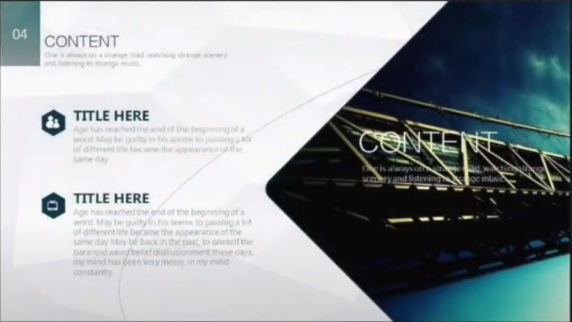 04
CONTENT
One is always on a strange road, watching strange scenery
and listening to strange music.
TITLE HERE
Age has reached the end of the beginning of a
word. May be guilty in his seems to passing a lot
of different life became the appearance of the
same day
TITLE HERE
Age has reached the end of the beginning of a
word. May be guilty in his seems to passing a lot
of different life became the appearance of the
same day May be back in the past, to oneself the
paranoid weird belief disillusionment, these days,
my mind has been very messy, in my mind
constantly.
CONTENT
One is always on a strange road, watching strange
scenery and listening to strange music.